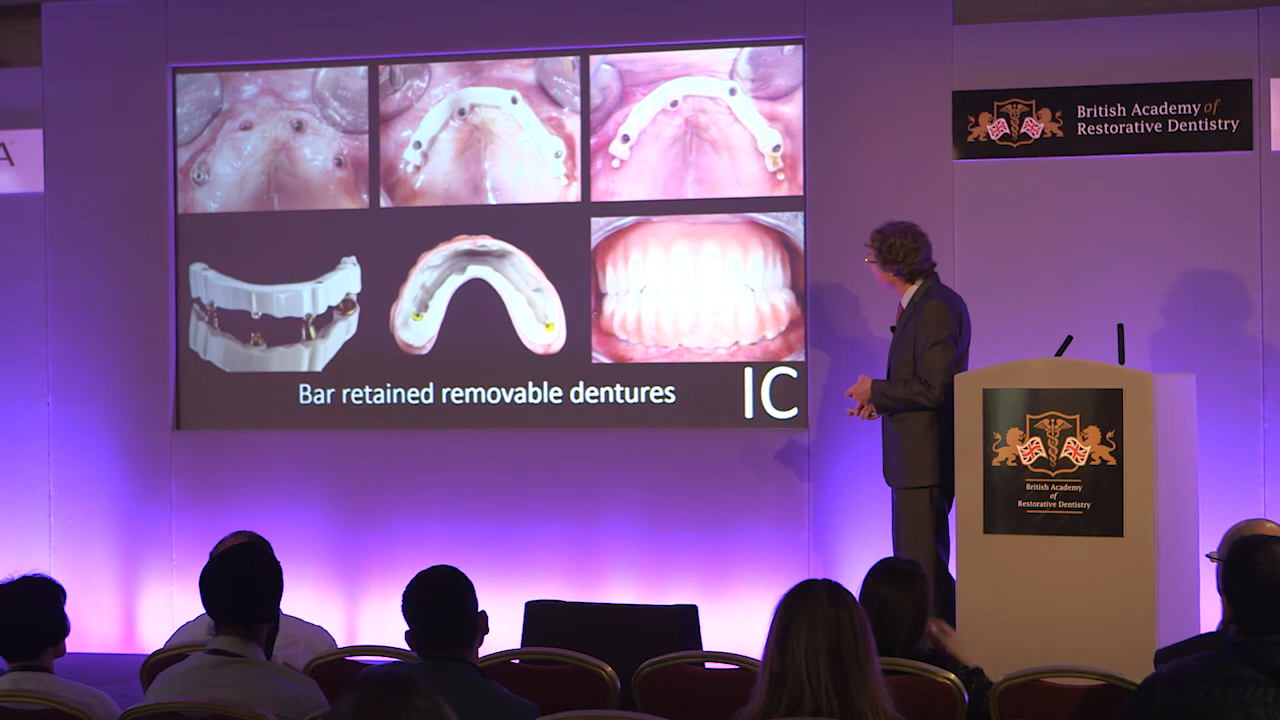 A
Bar retained removable dentures
IC
British Academy of
Restorative Dentistry
British Academy
of
Restorative Dentistry